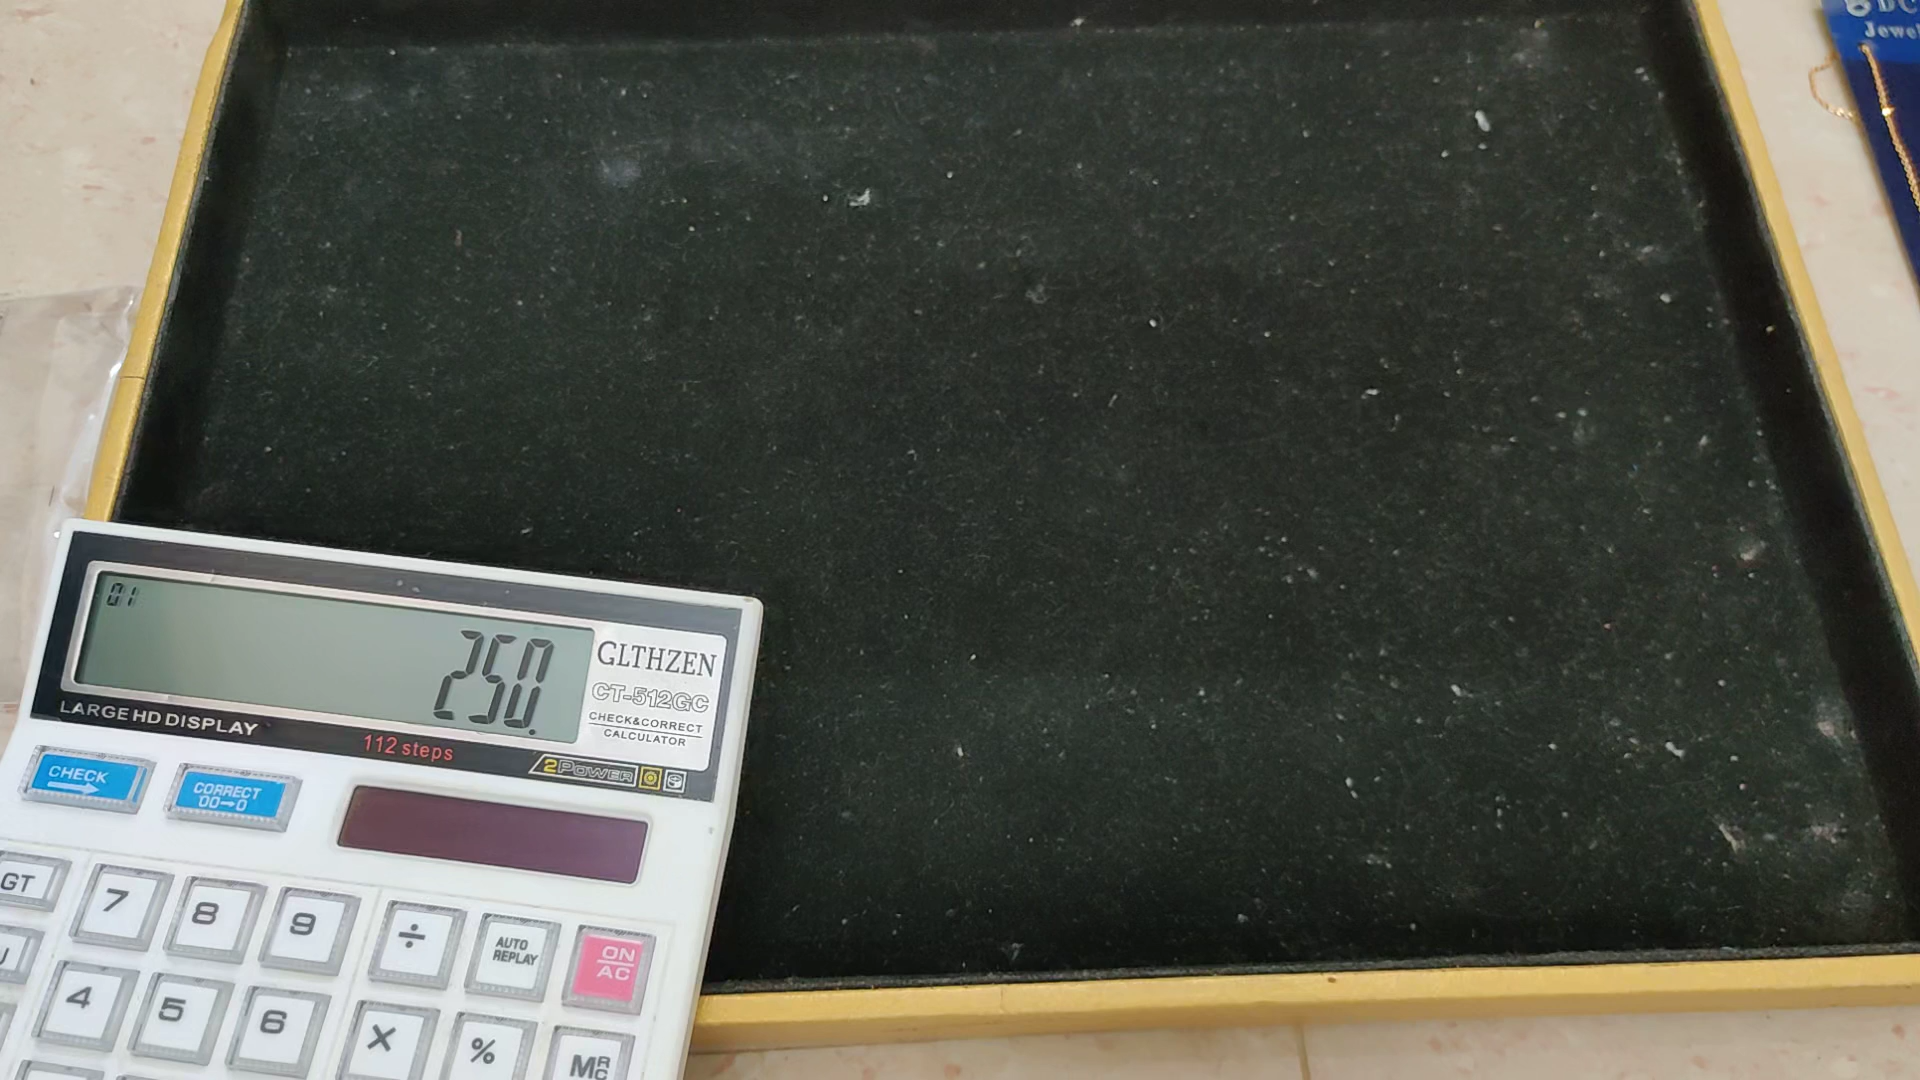 Jewel
01
250.
GLTHZEN
CT-512GC
CHECK&CORRECT
CALCULATOR
LARGE HD DISPLAY
112 steps
2POWER
CHECK
CORRECT
00→0
GT
7
8
9
÷
AUTO
REPLAY
ON
AC
4
5
6
×
%
MRC